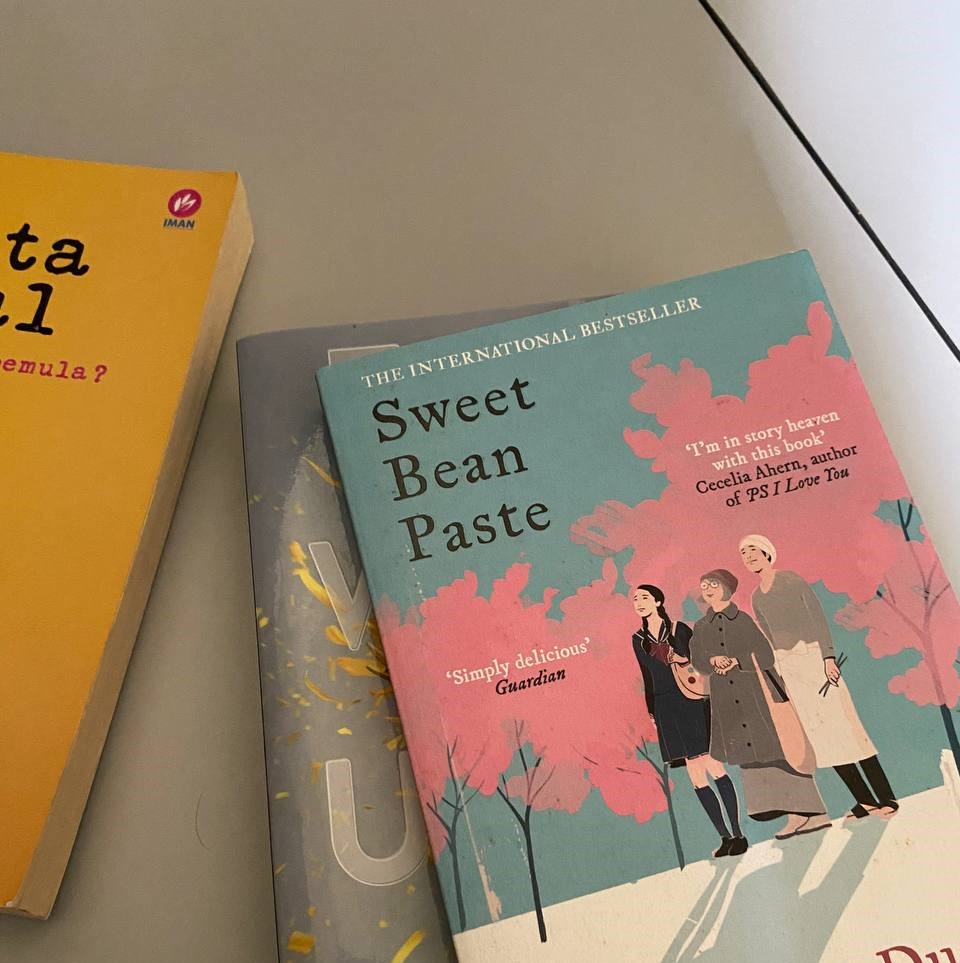 IMAN
ta
l
emula?
THE INTERNATIONAL BESTSELLER
Sweet
Bean
Paste
'I'm in story heaven
with this book'
Cecelia Ahern, author
of PS I Love You
'Simply delicious'
Guardian
U
Du